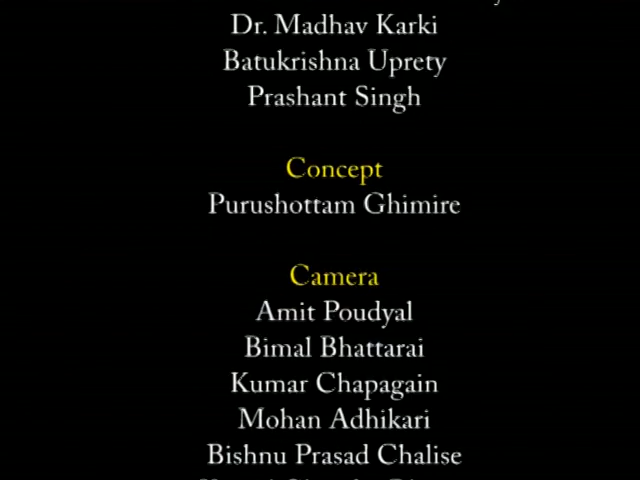 Dr. Madhav Karki
Batukrishna Uprety
Prashant Singh
Concept
Purushottam Ghimire
Camera
Amit Poudyal
Bimal Bhattarai
Kumar Chapagain
Mohan Adhikari
Bishnu Prasad Chalise